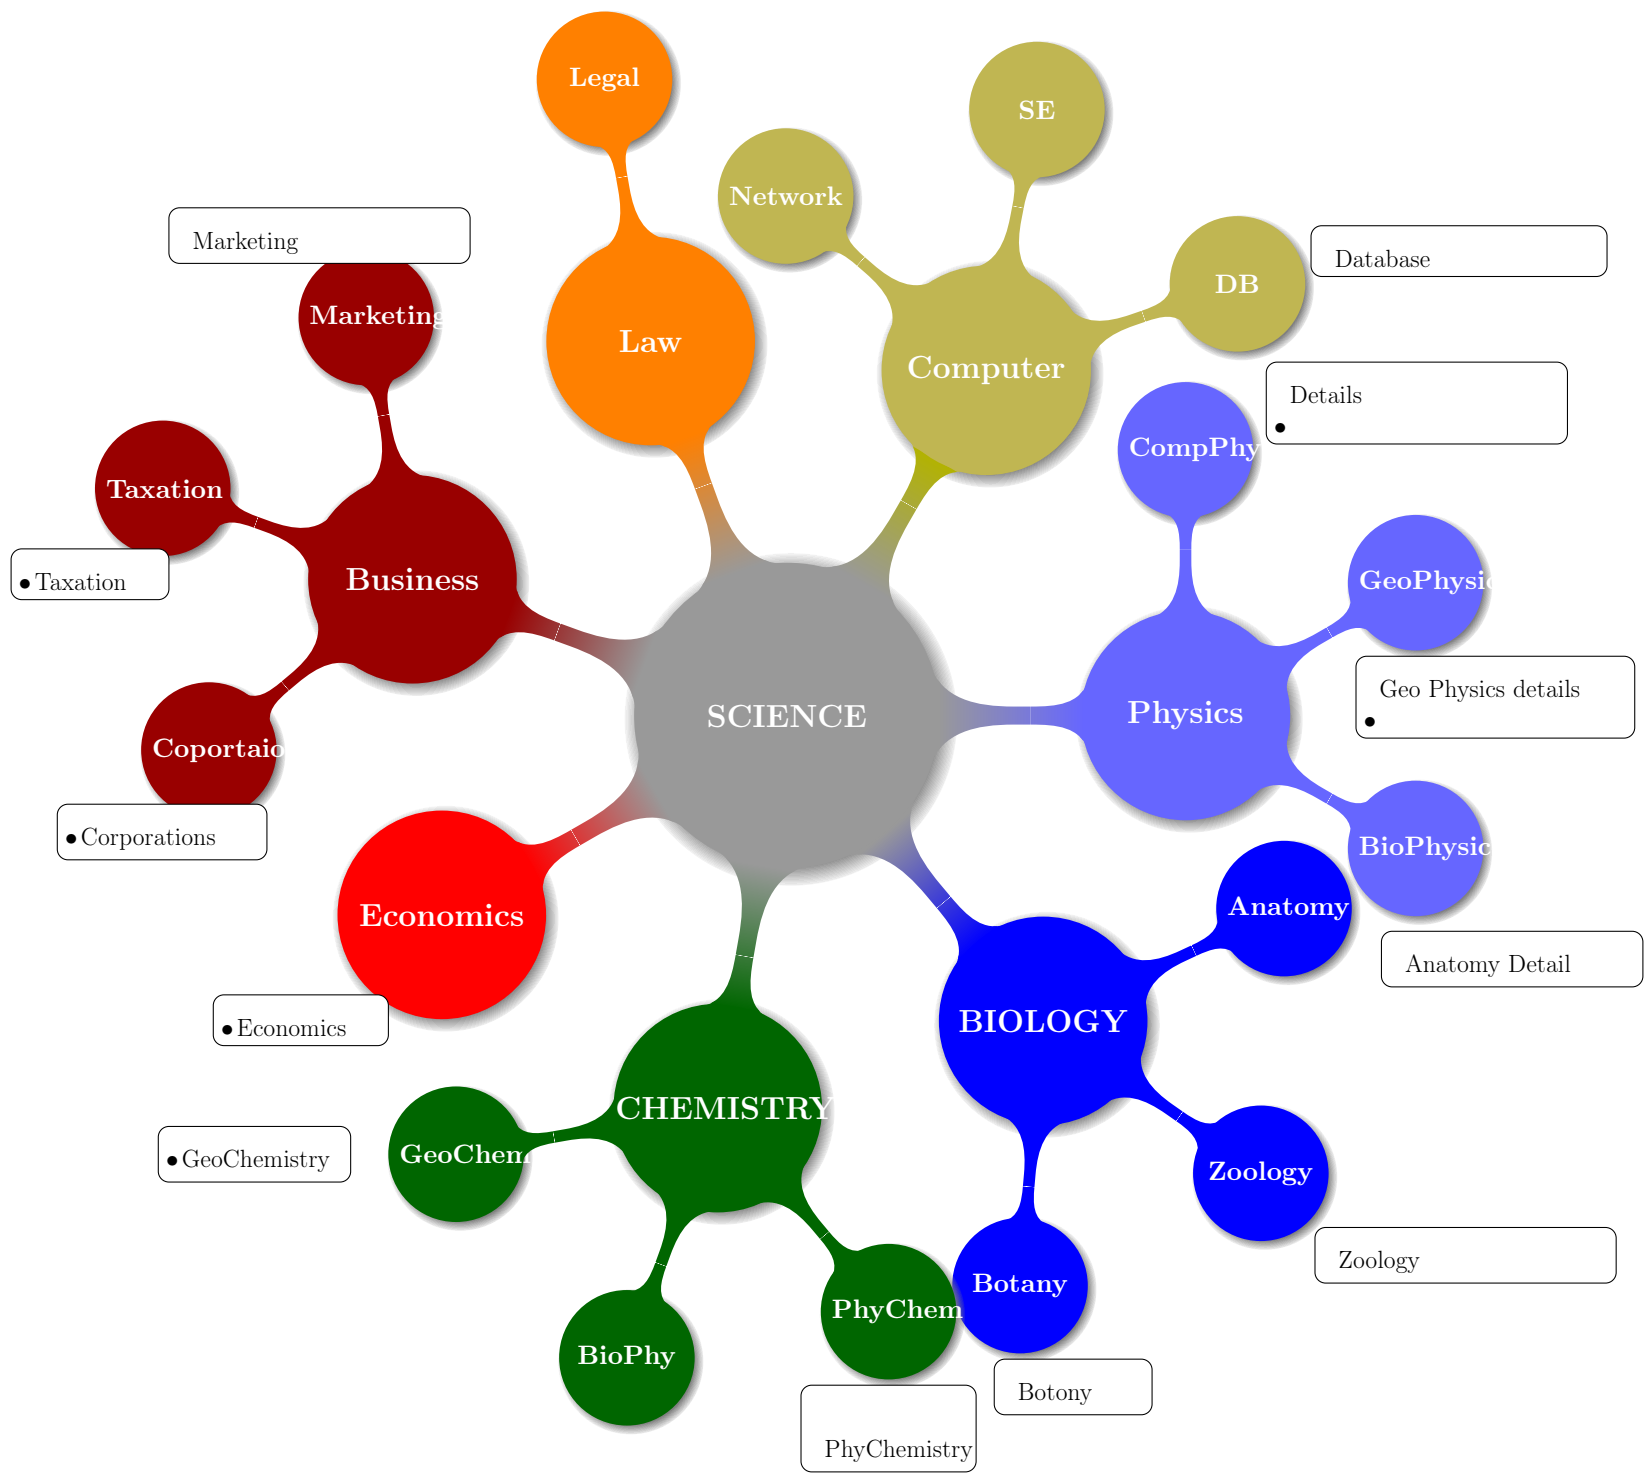 Legal
SE
Network
Marketing
Database
DB
Marketing
Law
Computer
Details
•
CompPhy
Taxation
Business
• Taxation
GeoPhysic
Geo Physics details
•
SCIENCE
Physics
Coportaio
• Corporations
BioPhysic
Economics
Anatomy
Anatomy Detail
• Economics
BIOLOGY
CHEMISTRY
GeoChem
• GeoChemistry
Zoology
Zoology
Botany
PhyChem
BioPhy
Botony
PhyChemistry